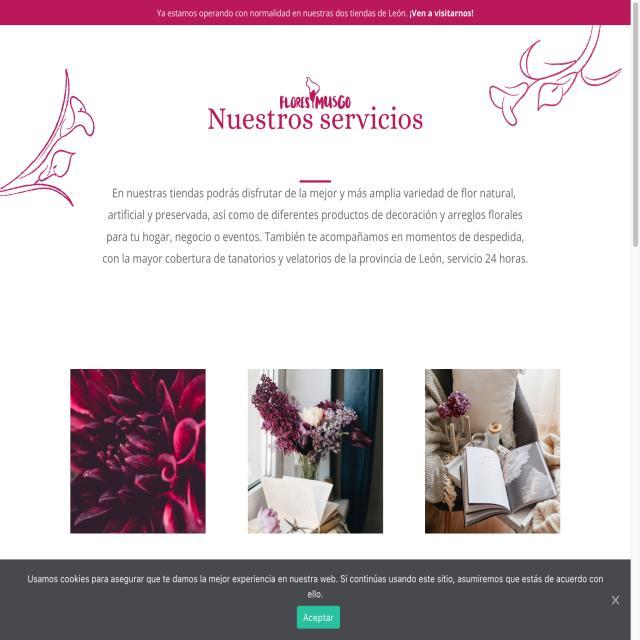 Ya estamos operando con normalidad en nuestras dos tiendas de León. ¡Ven a visitarnos!
FLORES MUSGO
Nuestros servicios
En nuestras tiendas podrás disfrutar de la mejor y más amplia variedad de flor natural,
artificial y preservada, así como de diferentes productos de decoración y arreglos florales
para tu hogar, negocio o eventos. También te acompañamos en momentos de despedida,
con la mayor cobertura de tanatorios y velatorios de la provincia de León, servicio 24 horas.
Usamos cookies para asegurar que te damos la mejor experiencia en nuestra web. Si continúas usando este sitio, asumiremos que estás de acuerdo con
ello.
Aceptar